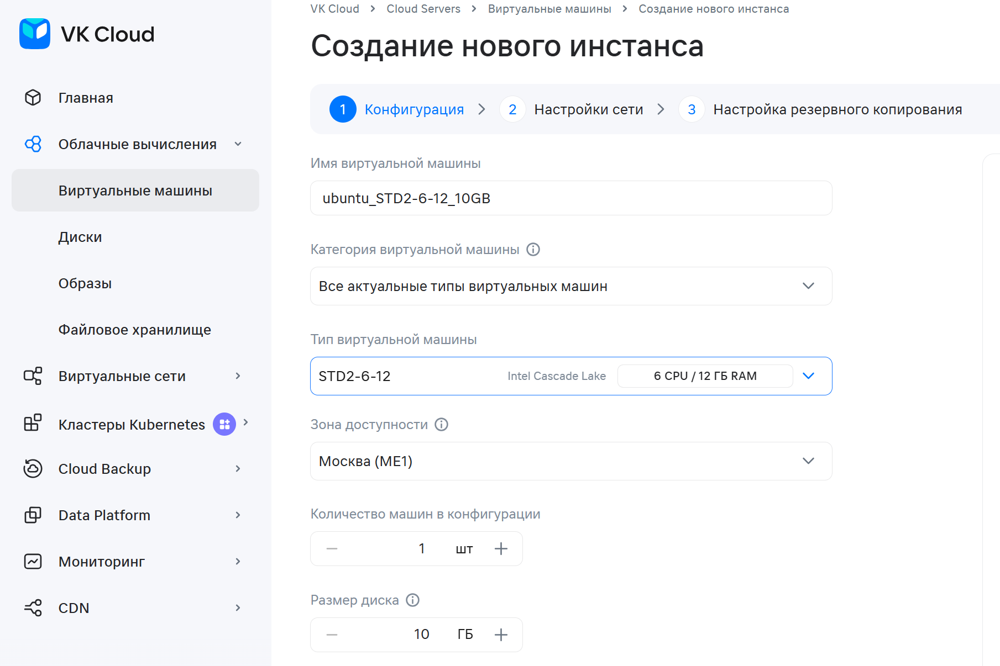 VK Cloud
Главная
Облачные вычисления
Виртуальные машины
Диски
Образы
Файловое хранилище
Виртуальные сети
Кластеры Kubernetes
Cloud Backup
Data Platform
Мониторинг
CDN
VK Cloud > Cloud Servers > Виртуальные машины > Создание нового инстанса
Создание нового инстанса
1 Конфигурация > 2 Настройки сети > 3 Настройка резервного копирования
Имя виртуальной машины
ubuntu_STD2-6-12_10GB
Категория виртуальной машины
Все актуальные типы виртуальных машин
Тип виртуальной машины
STD2-6-12 Intel Cascade Lake 6 CPU / 12 ГБ RAM
Зона доступности
Москва (ME1)
Количество машин в конфигурации
− 1 шт +
Размер диска
− 10 ГБ +